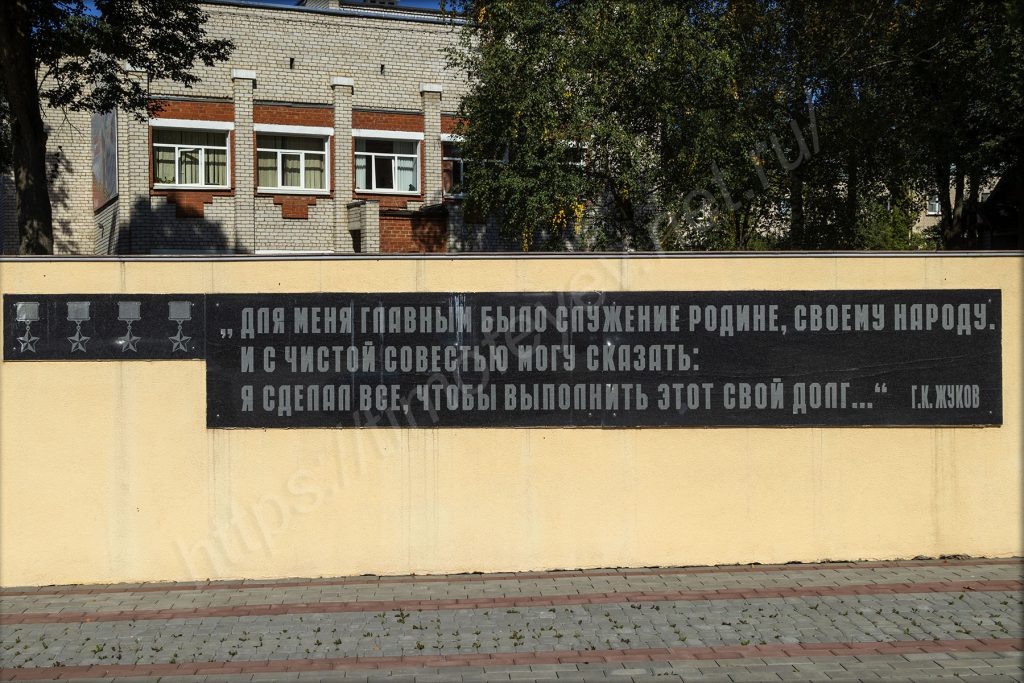 „ ДЛЯ МЕНЯ ГЛАВНЫМ БЫЛО СЛУЖЕНИЕ РОДИНЕ, СВОЕМУ НАРОДУ.
И С ЧИСТОЙ СОВЕСТЬЮ МОГУ СКАЗАТЬ:
Я СДЕЛАЛ ВСЕ, ЧТОБЫ ВЫПОЛНИТЬ ЭТОТ СВОЙ ДОЛГ...“ Г.К. ЖУКОВ